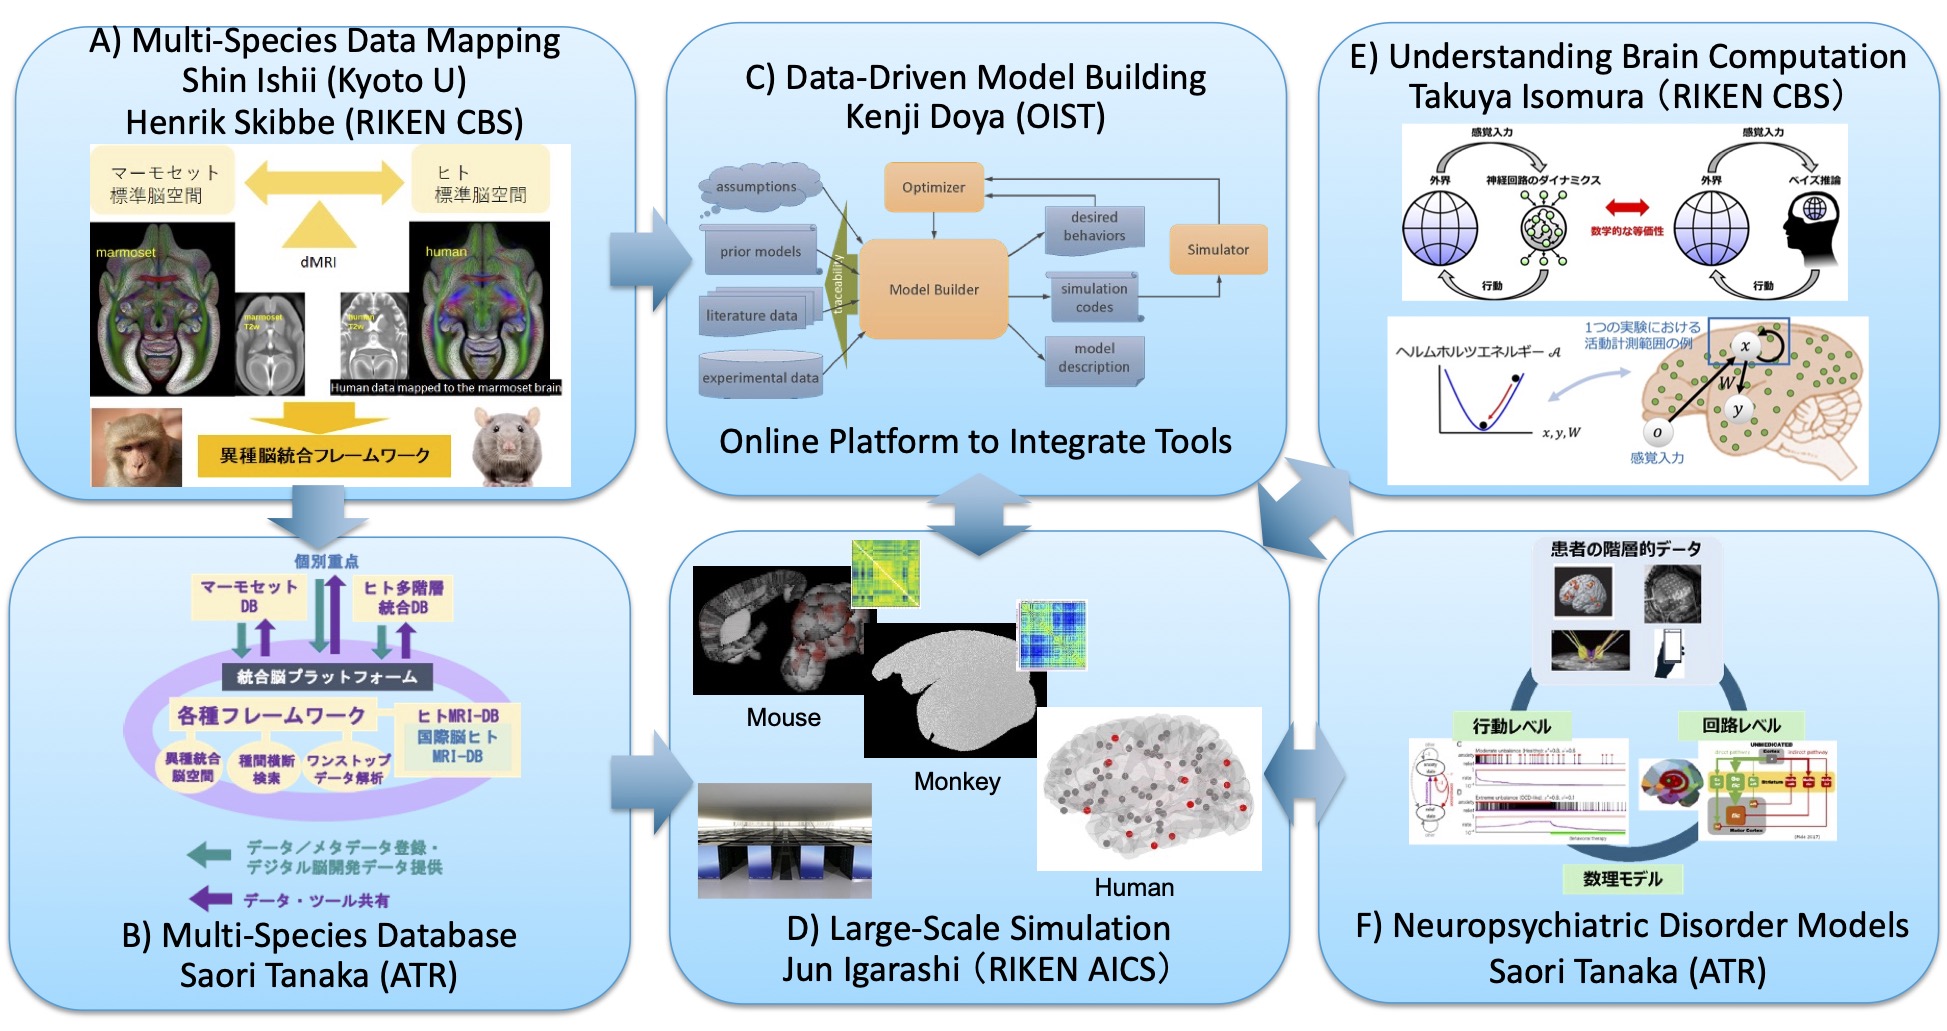 A) Multi-Species Data Mapping
Shin Ishii (Kyoto U)
Henrik Skibbe (RIKEN CBS)
マーモセット
標準脳空間
ヒト
標準脳空間
dMRI
marmoset
human
marmoset
T2w
human
T2w
Human data mapped to the marmoset brain
異種脳統合フレームワーク
C) Data-Driven Model Building
Kenji Doya (OIST)
assumptions
prior models
literature data
experimental data
traceability
Optimizer
Model Builder
desired
behaviors
simulation
codes
model
description
Simulator
Online Platform to Integrate Tools
E) Understanding Brain Computation
Takuya Isomura（RIKEN CBS）
感覚入力
外界
神経回路のダイナミクス
行動
数学的な等価性
感覚入力
外界
ベイズ推論
行動
ヘルムホルツエネルギー 𝒜
x, y, W
1つの実験における
活動計測範囲の例
x
W
y
o
感覚入力
個別重点
マーモセット
DB
ヒト多階層
統合DB
統合脳プラットフォーム
各種フレームワーク
異種統合
脳空間
種間横断
検索
ワンストップ
データ解析
ヒトMRI-DB
国際脳ヒト
MRI-DB
データ／メタデータ登録・
デジタル脳開発データ提供
データ・ツール共有
B) Multi-Species Database
Saori Tanaka (ATR)
Mouse
Monkey
Human
D) Large-Scale Simulation
Jun Igarashi（RIKEN AICS）
患者の階層的データ
行動レベル
回路レベル
UNMEDICATED
Cortex
Striatum
Motor Cortex
数理モデル
F) Neuropsychiatric Disorder Models
Saori Tanaka (ATR)